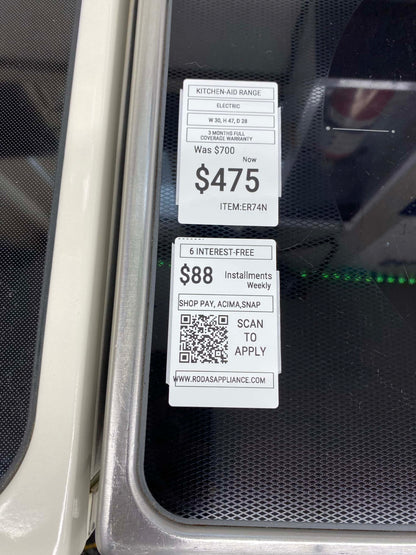 KITCHEN-AID RANGE
ELECTRIC
W 30, H 47, D 28
3 MONTHS FULL
COVERAGE WARRANTY
Was $700
Now
$475
ITEM:ER74N
6 INTEREST-FREE
$88 Installments
Weekly
SHOP PAY, ACIMA,SNAP
SCAN
TO
APPLY
WWW.ROOASAPPLIANCE.COM